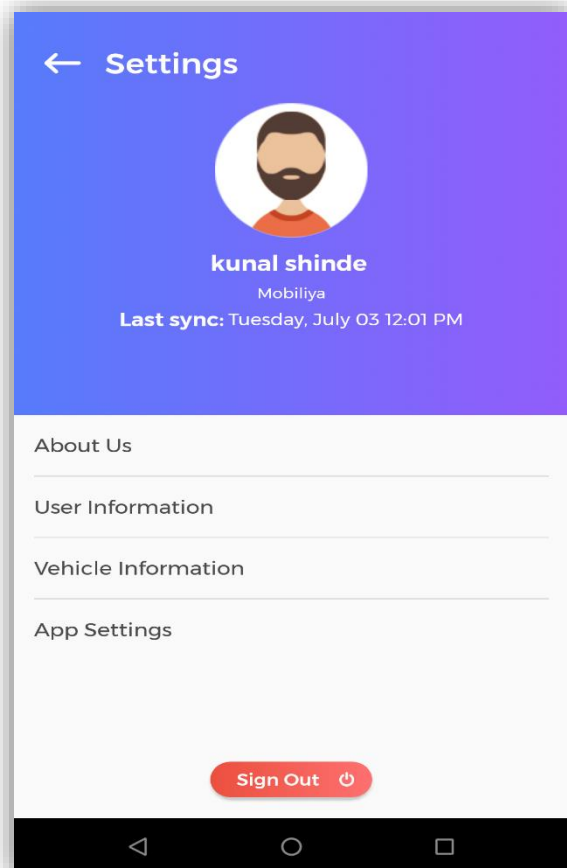 Settings
kunal shinde
Mobiliya
Last sync: Tuesday, July 03 12:01 PM
About Us
User Information
Vehicle Information
App Settings
Sign Out